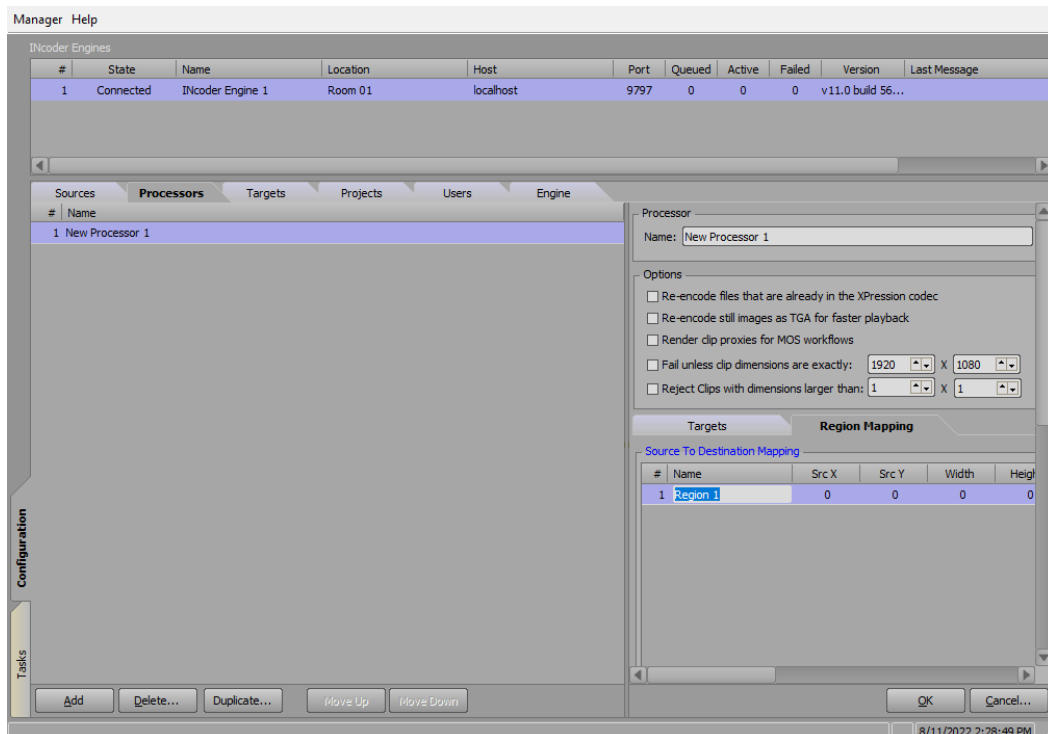 Manager Help
INcoder Engines
# State Name Location Host Port Queued Active Failed Version Last Message
1 Connected INcoder Engine 1 Room 01 localhost 9797 0 0 0 v11.0 build 56...
Sources Processors Targets Projects Users Engine
# Name
1 New Processor 1
Processor
Name: New Processor 1
Options
Re-encode files that are already in the XPression codec
Re-encode still images as TGA for faster playback
Render clip proxies for MOS workflows
Fail unless clip dimensions are exactly: 1920 X 1080
Reject Clips with dimensions larger than: 1 X 1
Targets Region Mapping
Source To Destination Mapping
# Name Src X Src Y Width Heigh
1 Region 1 0 0 0 0
Configuration
Tasks
Add Delete... Duplicate... Move Up Move Down
OK Cancel...
8/11/2022 2:28:49 PM